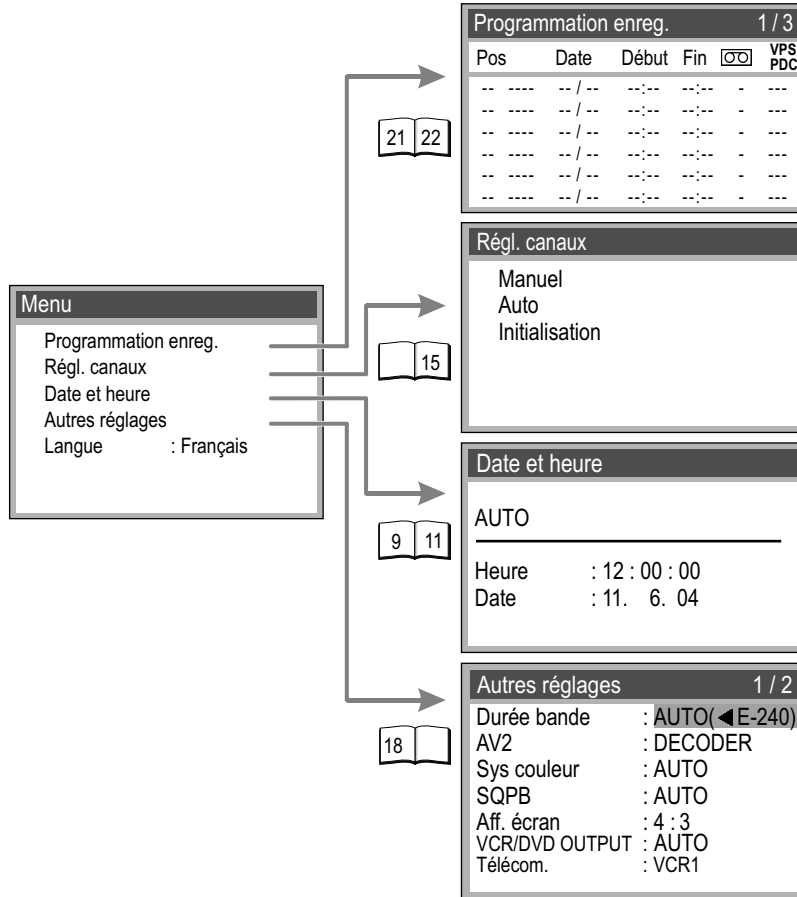 Programmation enreg. 1 / 3
Pos Date Début Fin VPS PDC
-- ---- -- / -- --:-- --:-- - ---
-- ---- -- / -- --:-- --:-- - ---
-- ---- -- / -- --:-- --:-- - ---
-- ---- -- / -- --:-- --:-- - ---
-- ---- -- / -- --:-- --:-- - ---
-- ---- -- / -- --:-- --:-- - ---
21 22
Régl. canaux
Manuel
Auto
Initialisation
15
Menu
Programmation enreg.
Régl. canaux
Date et heure
Autres réglages
Langue : Français
Date et heure
AUTO
Heure : 12 : 00 : 00
Date : 11. 6. 04
9 11
Autres réglages 1 / 2
Durée bande : AUTO(◀E-240)
AV2 : DECODER
Sys couleur : AUTO
SQPB : AUTO
Aff. écran : 4 : 3
VCR/DVD OUTPUT : AUTO
Télécom. : VCR1
18